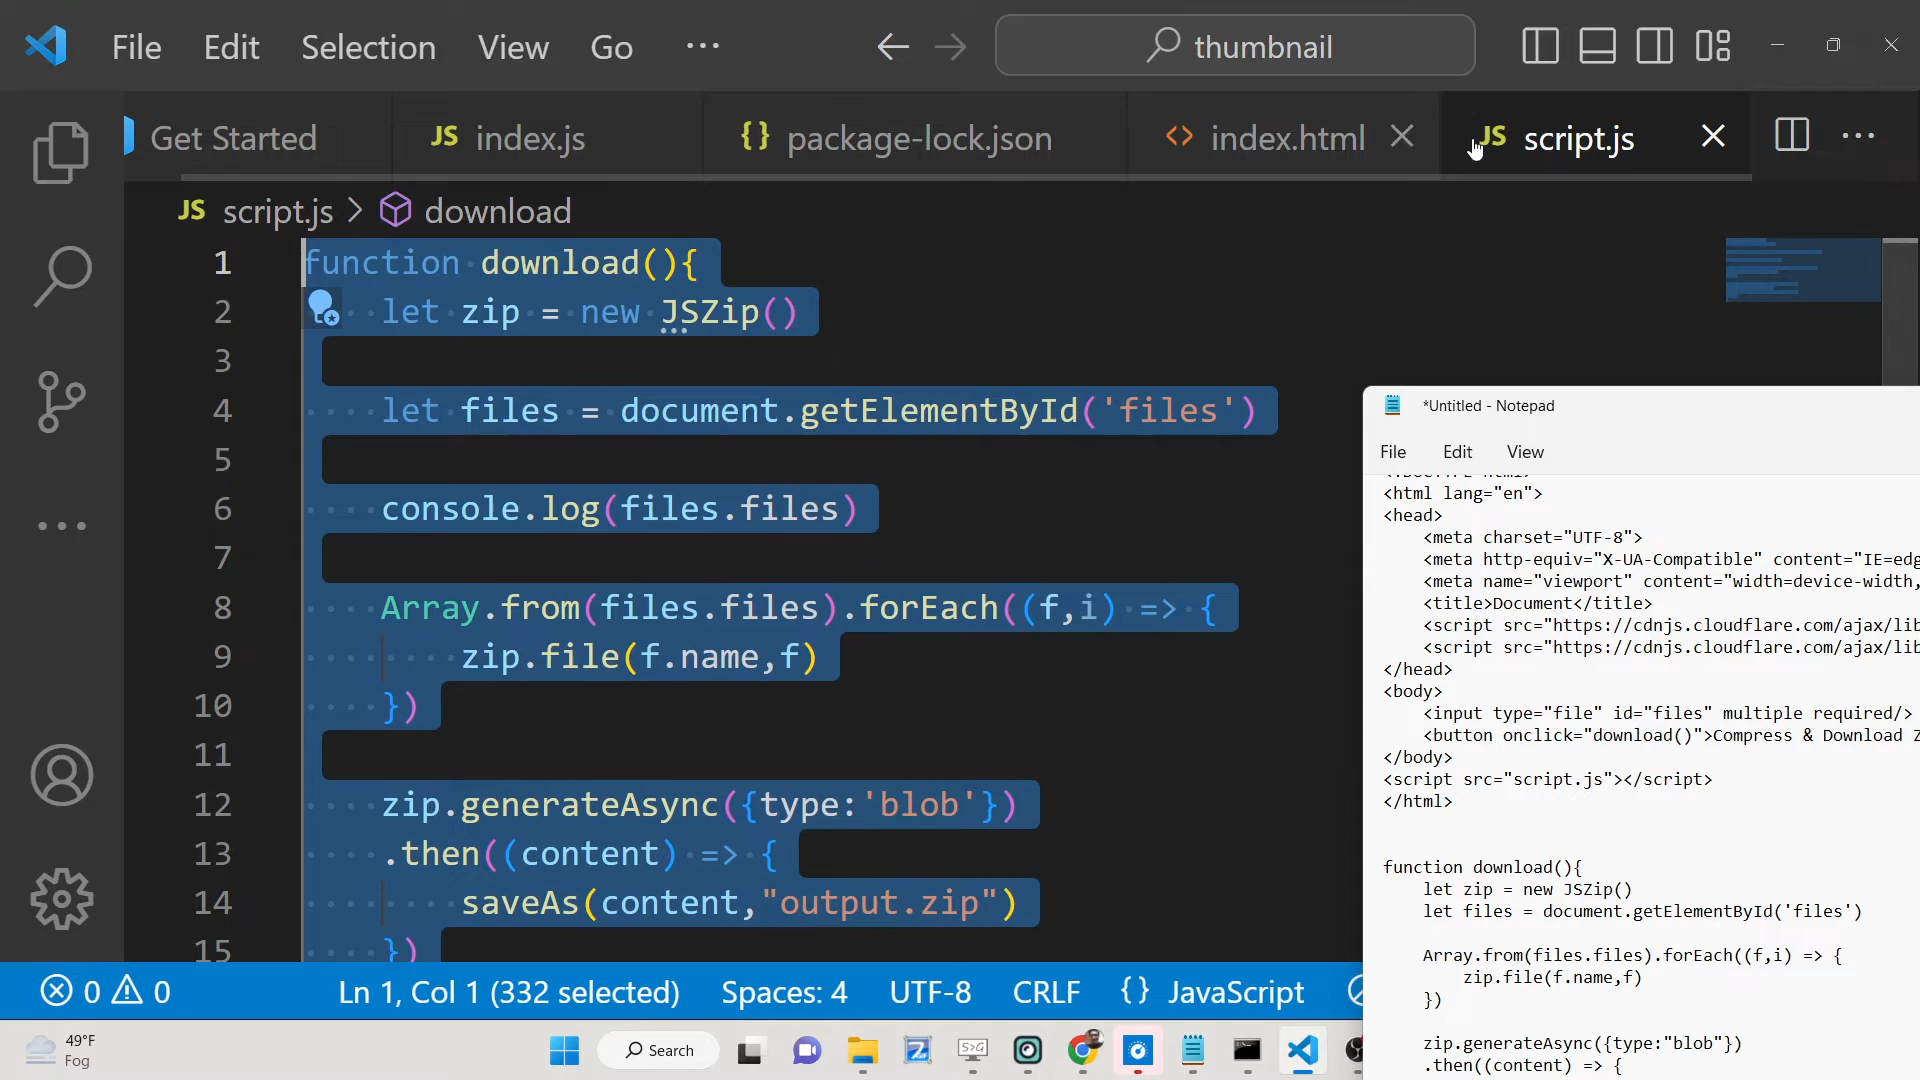 File Edit Selection View Go ···
thumbnail
Get Started
JS index.js
{} package-lock.json
<> index.html
JS script.js
JS script.js > download
1 function download(){
2 let zip = new JSZip()
3
4 let files = document.getElementById('files')
5
6 console.log(files.files)
7
8 Array.from(files.files).forEach((f,i) => {
9 zip.file(f.name,f)
10 })
11
12 zip.generateAsync({type:'blob'})
13 .then((content) => {
14 saveAs(content,"output.zip")
15 })
*Untitled - Notepad
File Edit View
<html lang="en">
<head>
<meta charset="UTF-8">
<meta http-equiv="X-UA-Compatible" content="IE=edg
<meta name="viewport" content="width=device-width,
<title>Document</title>
<script src="https://cdnjs.cloudflare.com/ajax/lib
<script src="https://cdnjs.cloudflare.com/ajax/lib
</head>
<body>
<input type="file" id="files" multiple required/>
<button onclick="download()">Compress & Download Z
</body>
<script src="script.js"></script>
</html>
function download(){
let zip = new JSZip()
let files = document.getElementById('files')
Array.from(files.files).forEach((f,i) => {
zip.file(f.name,f)
})
zip.generateAsync({type:"blob"})
.then((content) => {
0 0
Ln 1, Col 1 (332 selected)
Spaces: 4
UTF-8
CRLF
{} JavaScript
49°F
Fog
Search